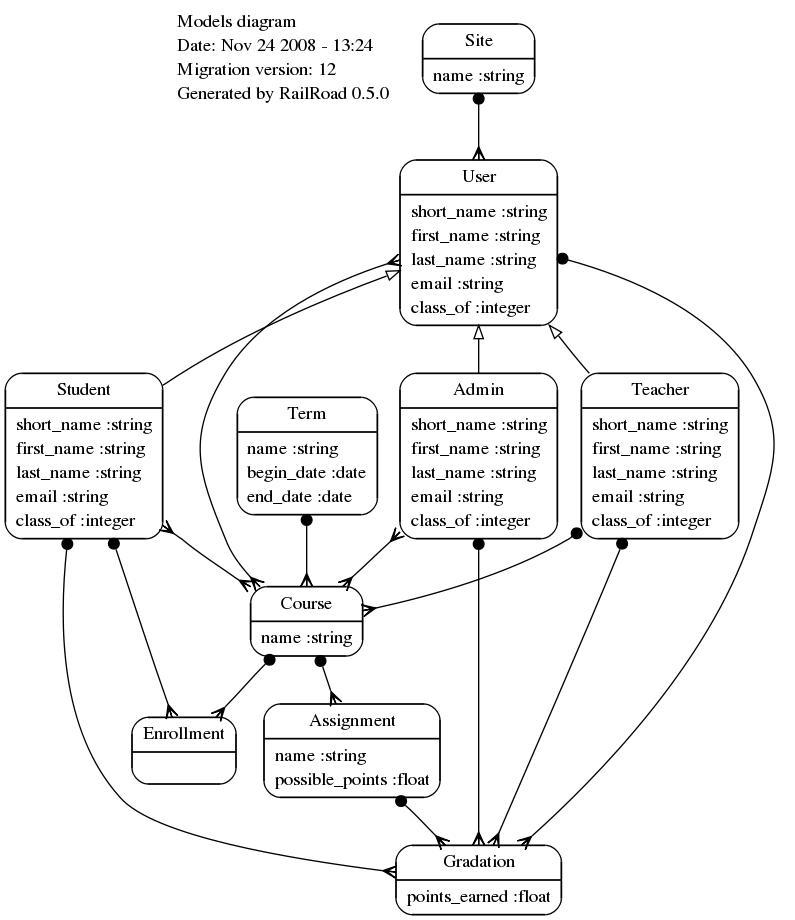 Models diagram
Date: Nov 24 2008 - 13:24
Migration version: 12
Generated by RailRoad 0.5.0
Site
name :string
User
short_name :string
first_name :string
last_name :string
email :string
class_of :integer
Student
short_name :string
first_name :string
last_name :string
email :string
class_of :integer
Term
name :string
begin_date :date
end_date :date
Admin
short_name :string
first_name :string
last_name :string
email :string
class_of :integer
Teacher
short_name :string
first_name :string
last_name :string
email :string
class_of :integer
Course
name :string
Enrollment
Assignment
name :string
possible_points :float
Gradation
points_earned :float